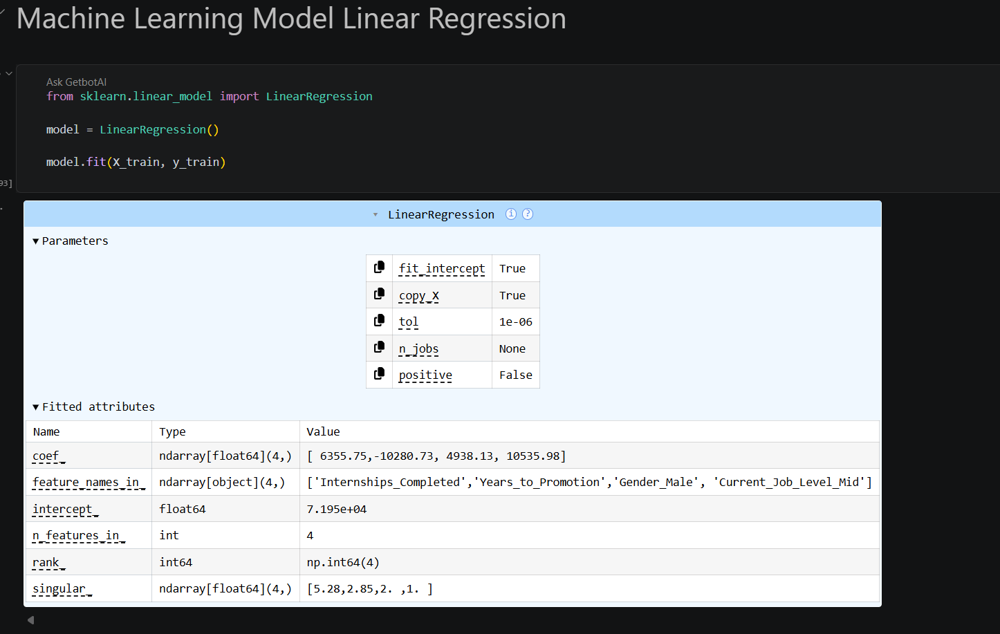 Machine Learning Model Linear Regression
Ask GetbotAI
from sklearn.linear_model import LinearRegression
model = LinearRegression()
model.fit(X_train, y_train)
93]
LinearRegression i ?
Parameters
fit_intercept True
copy_X True
tol 1e-06
n_jobs None
positive False
Fitted attributes
Name Type Value
coef_ ndarray[float64](4,) [ 6355.75,-10280.73, 4938.13, 10535.98]
feature_names_in_ ndarray[object](4,) ['Internships_Completed','Years_to_Promotion','Gender_Male', 'Current_Job_Level_Mid']
intercept_ float64 7.195e+04
n_features_in_ int 4
rank_ int64 np.int64(4)
singular_ ndarray[float64](4,) [5.28,2.85,2. ,1. ]